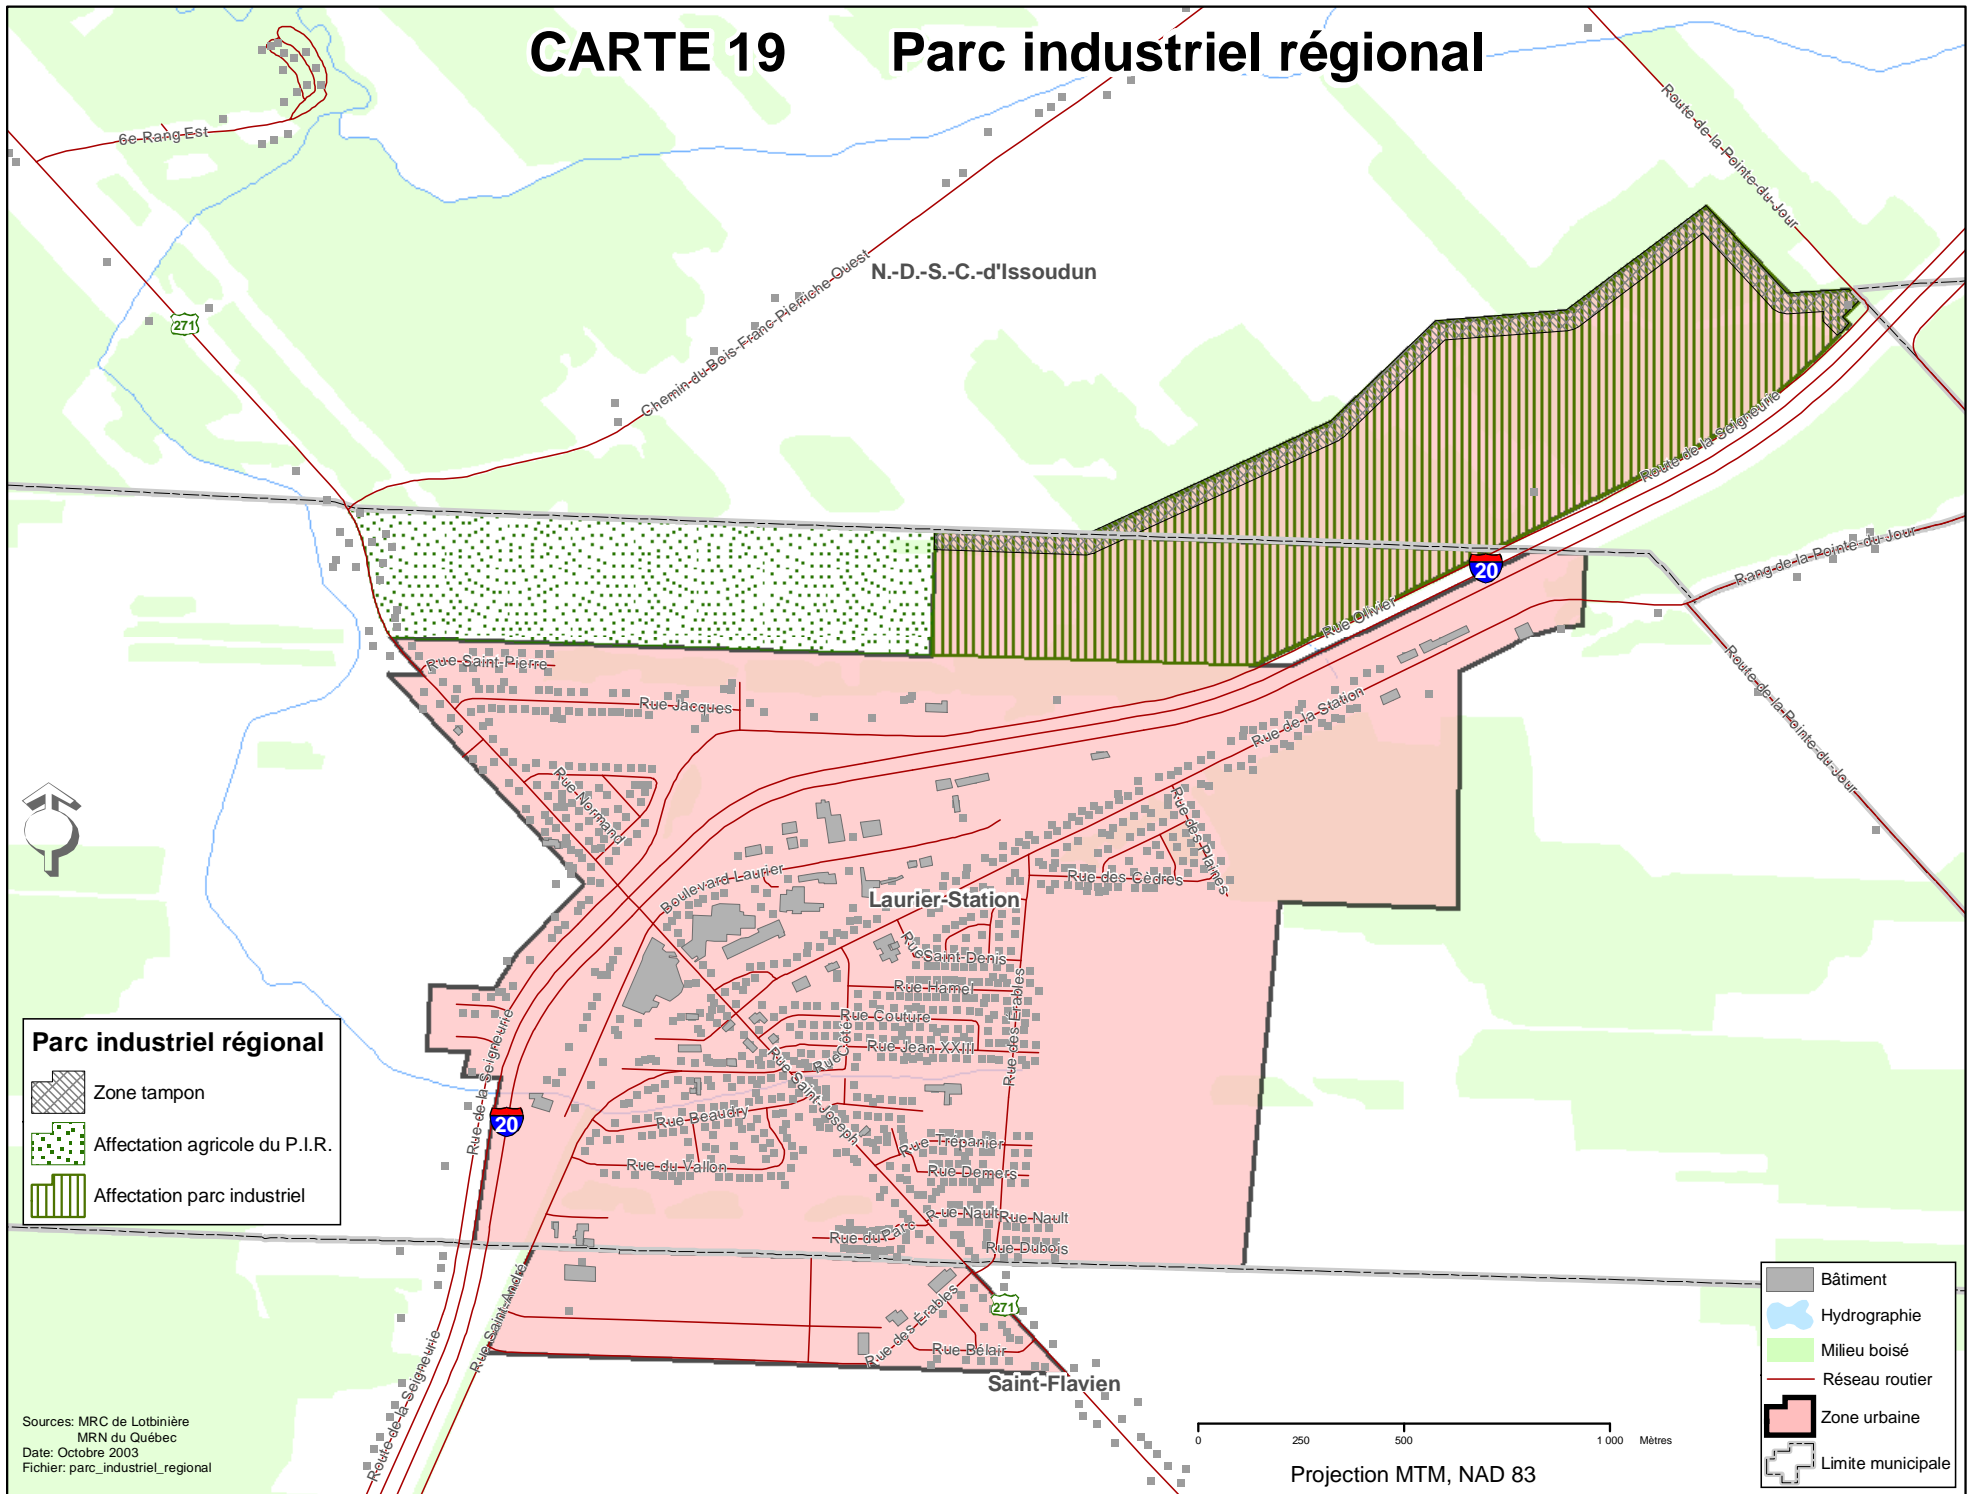 CARTE 19 Parc industriel régional
Route de la Pointe-du-Jour
6e Rang Est
N.-D.-S.-C.-d'Issoudun
Chemin du Bois-Franc-Pierriche Ouest
271
Route de la Seigneurie
Rang de la Pointe-du-Jour
20
Rue Olivier
Route de la Pointe-du-Jour
Rue Saint-Pierre
Rue Jacques
Rue de la Station
Rue Normand
Rue des Plaines
Boulevard Laurier
Rue des Cèdres
Laurier-Station
Rue Saint-Denis
Rue Hamel
Rue des Érables
Rue Couture
Rue Côté
Rue Jean XXIII
Rue de la Seigneurie
Rue Saint-Joseph
20
Rue Beaudry
Rue Trépanier
Rue du Vallon
Rue Demers
Rue Nault
Rue Nault
Rue du Parc
Rue Dubois
Rue Saint-André
271
Rue des Érables
Rue Bélair
Saint-Flavien
Route de la Seigneurie
Parc industriel régional
Zone tampon
Affectation agricole du P.I.R.
Affectation parc industriel
Bâtiment
Hydrographie
Milieu boisé
Réseau routier
Zone urbaine
Limite municipale
Sources: MRC de Lotbinière
MRN du Québec
Date: Octobre 2003
Fichier: parc_industriel_regional
0 250 500 1 000 Mètres
Projection MTM, NAD 83